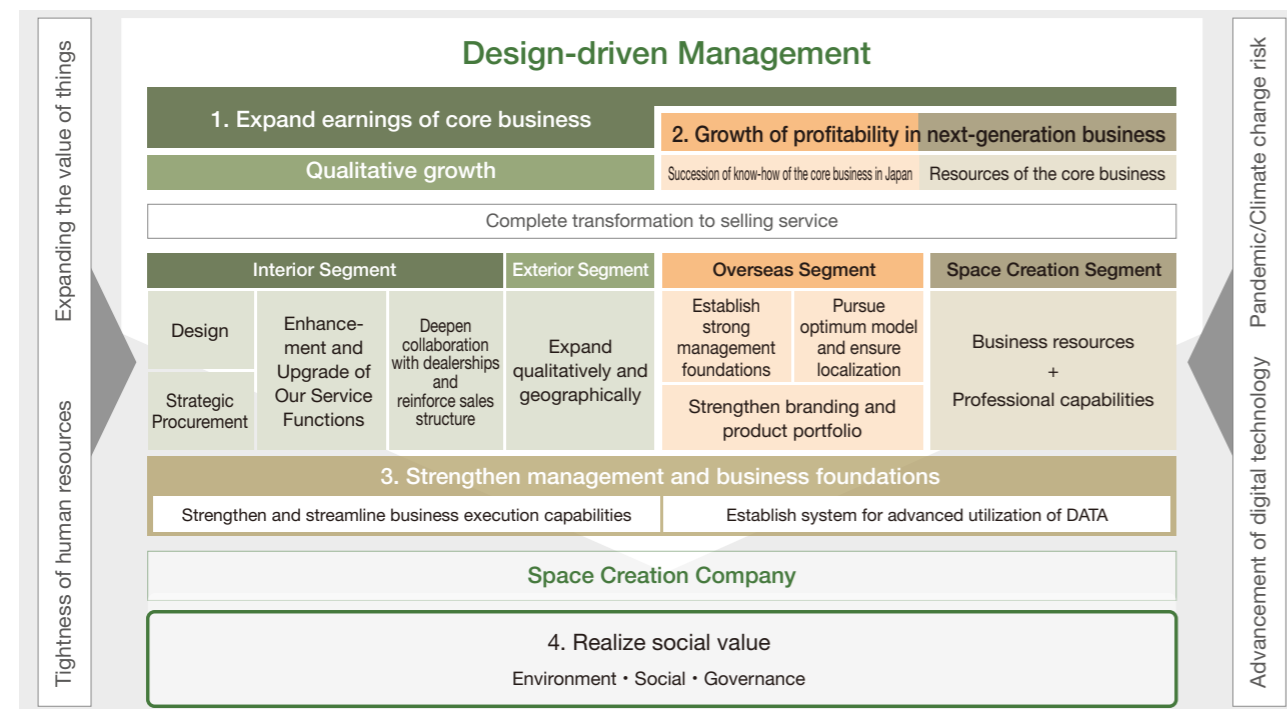 Expanding the value of things
Tightness of human resources
Design-driven Management
1. Expand earnings of core business
2. Growth of profitability in next-generation business
Qualitative growth
Succession of know-how of the core business in Japan
Resources of the core business
Complete transformation to selling service
Interior Segment
Exterior Segment
Overseas Segment
Space Creation Segment
Design
Strategic
Procurement
Enhance-
ment and
Upgrade of
Our Service
Functions
Deepen
collaboration
with dealerships
and
reinforce sales
structure
Expand
qualitatively and
geographically
Establish
strong
management
foundations
Pursue
optimum model
and ensure
localization
Strengthen branding and
product portfolio
Business resources
+
Professional capabilities
3. Strengthen management and business foundations
Strengthen and streamline business execution capabilities
Establish system for advanced utilization of DATA
Space Creation Company
4. Realize social value
Environment・Social・Governance
Pandemic/Climate change risk
Advancement of digital technology